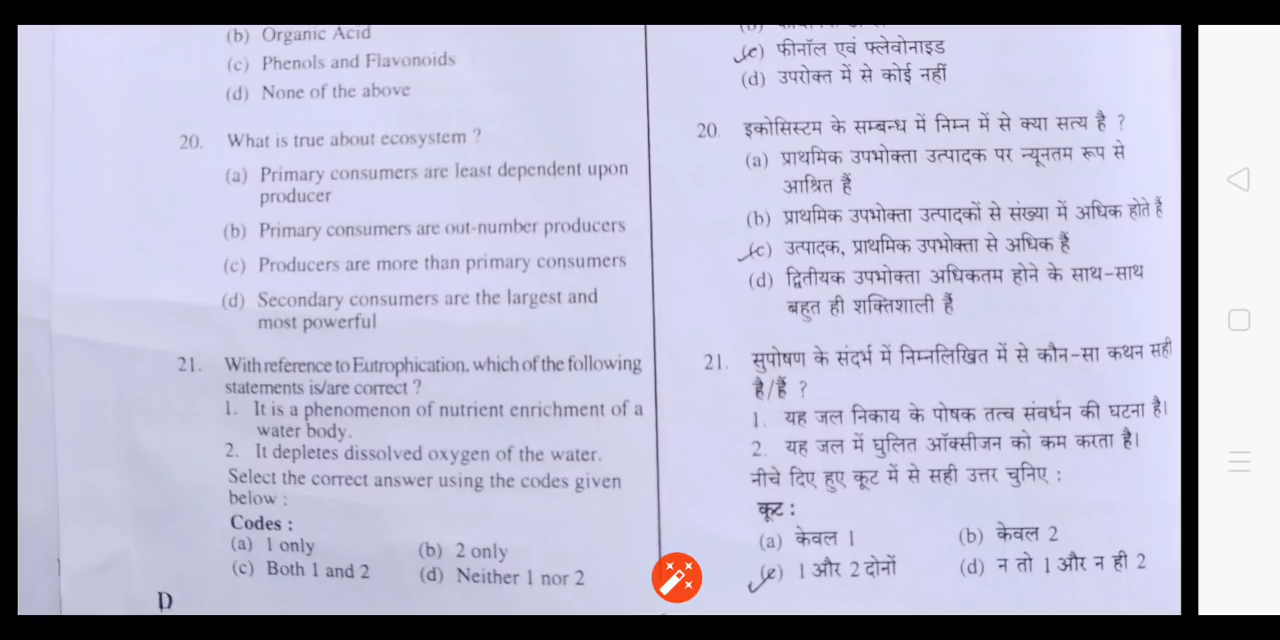 (b) Organic Acid
(c) Phenols and Flavonoids
(d) None of the above
20. What is true about ecosystem ?
(a) Primary consumers are least dependent upon
producer
(b) Primary consumers are out-number producers
(c) Producers are more than primary consumers
(d) Secondary consumers are the largest and
most powerful
21. With reference to Eutrophication, which of the following
statements is/are correct ?
1. It is a phenomenon of nutrient enrichment of a
water body.
2. It depletes dissolved oxygen of the water.
Select the correct answer using the codes given
below :
Codes :
(a) 1 only (b) 2 only
(c) Both 1 and 2 (d) Neither 1 nor 2
D
(c) फीनॉल एवं फ्लेवोनाइड
(d) उपरोक्त में से कोई नहीं
20. इकोसिस्टम के सम्बन्ध में निम्न में से क्या सत्य है ?
(a) प्राथमिक उपभोक्ता उत्पादक पर न्यूनतम रूप से
आश्रित हैं
(b) प्राथमिक उपभोक्ता उत्पादकों से संख्या में अधिक होते हैं
(c) उत्पादक, प्राथमिक उपभोक्ता से अधिक हैं
(d) द्वितीयक उपभोक्ता अधिकतम होने के साथ-साथ
बहुत ही शक्तिशाली हैं
21. सुपोषण के संदर्भ में निम्नलिखित में से कौन-सा कथन सही
है/हैं ?
1. यह जल निकाय के पोषक तत्व संवर्धन की घटना है।
2. यह जल में घुलित ऑक्सीजन को कम करता है।
नीचे दिए हुए कूट में से सही उत्तर चुनिए :
कूट :
(a) केवल 1 (b) केवल 2
(c) 1 और 2 दोनों (d) न तो 1 और न ही 2